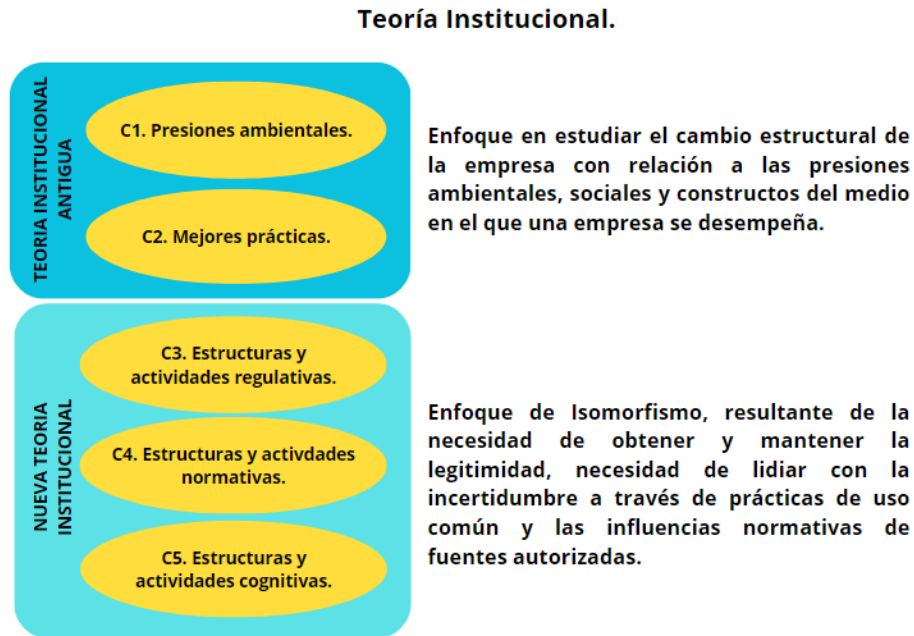 Teoría Institucional.
TEORIA INSTITUCIONAL
ANTIGUA
C1. Presiones ambientales.
C2. Mejores prácticas.
Enfoque en estudiar el cambio estructural de
la empresa con relación a las presiones
ambientales, sociales y constructos del medio
en el que una empresa se desempeña.
NUEVA TEORIA
INSTITUCIONAL
C3. Estructuras y
actividades regulativas.
C4. Estructuras y activdades
normativas.
C5. Estructuras y
actividades cognitivas.
Enfoque de Isomorfismo, resultante de la
necesidad de obtener y mantener la
legitimidad, necesidad de lidiar con la
incertidumbre a través de prácticas de uso
común y las influencias normativas de
fuentes autorizadas.